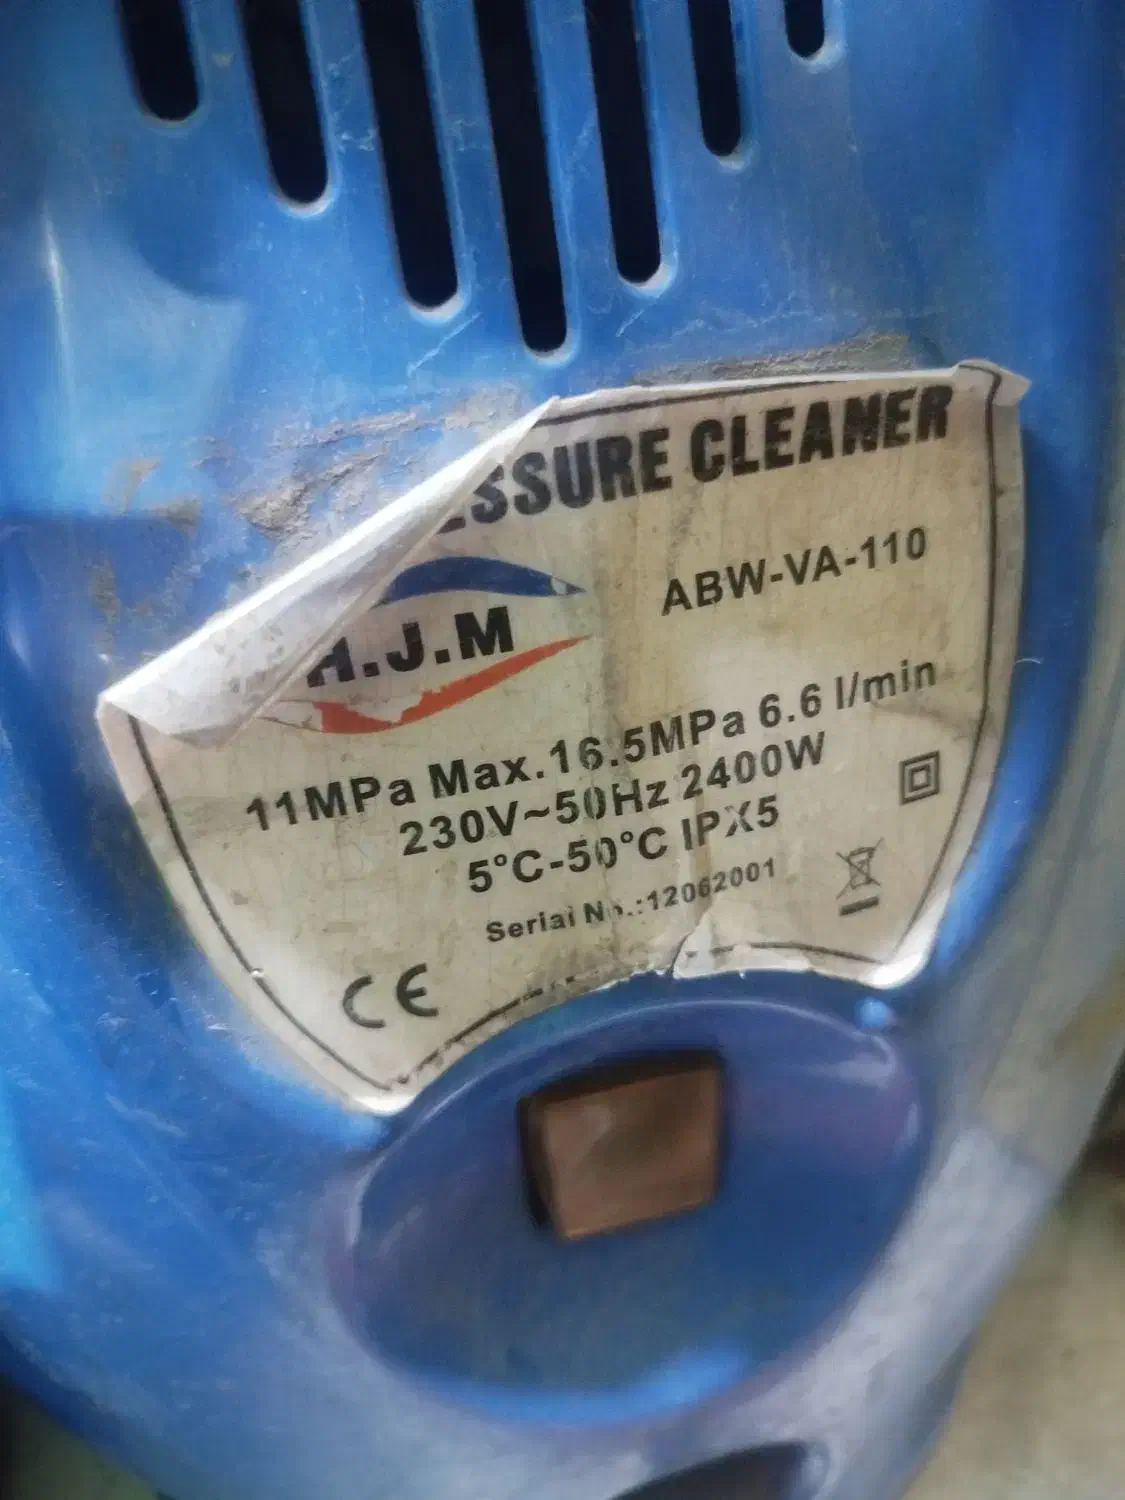 ESSURE CLEANER
ABW-VA-110
H.J.M
11MPa Max.16.5MPa 6.6 l/min
230V~50Hz 2400W
5°C-50°C IPX5
Serial No.:12062001
CE